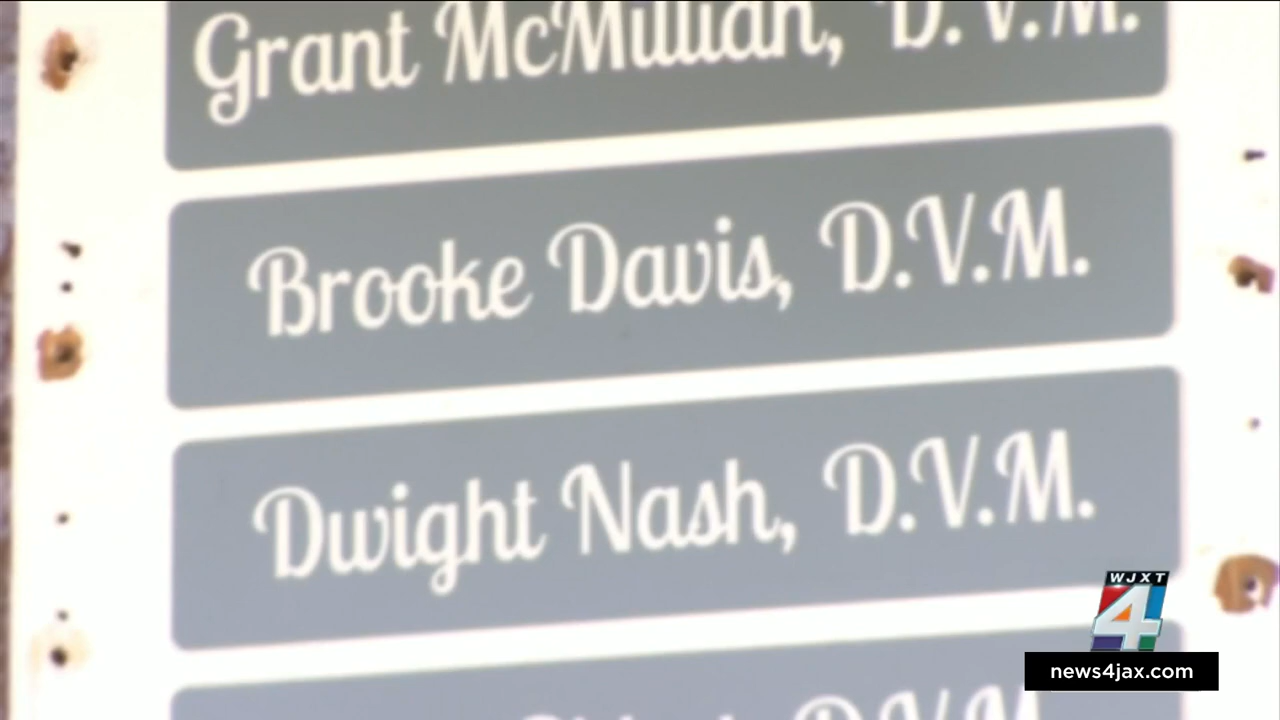 Grant McMillian, D.V.M.
Brooke Davis, D.V.M.
Dwight Nash, D.V.M.
D.V.M.
WJXT
4
news4jax.com